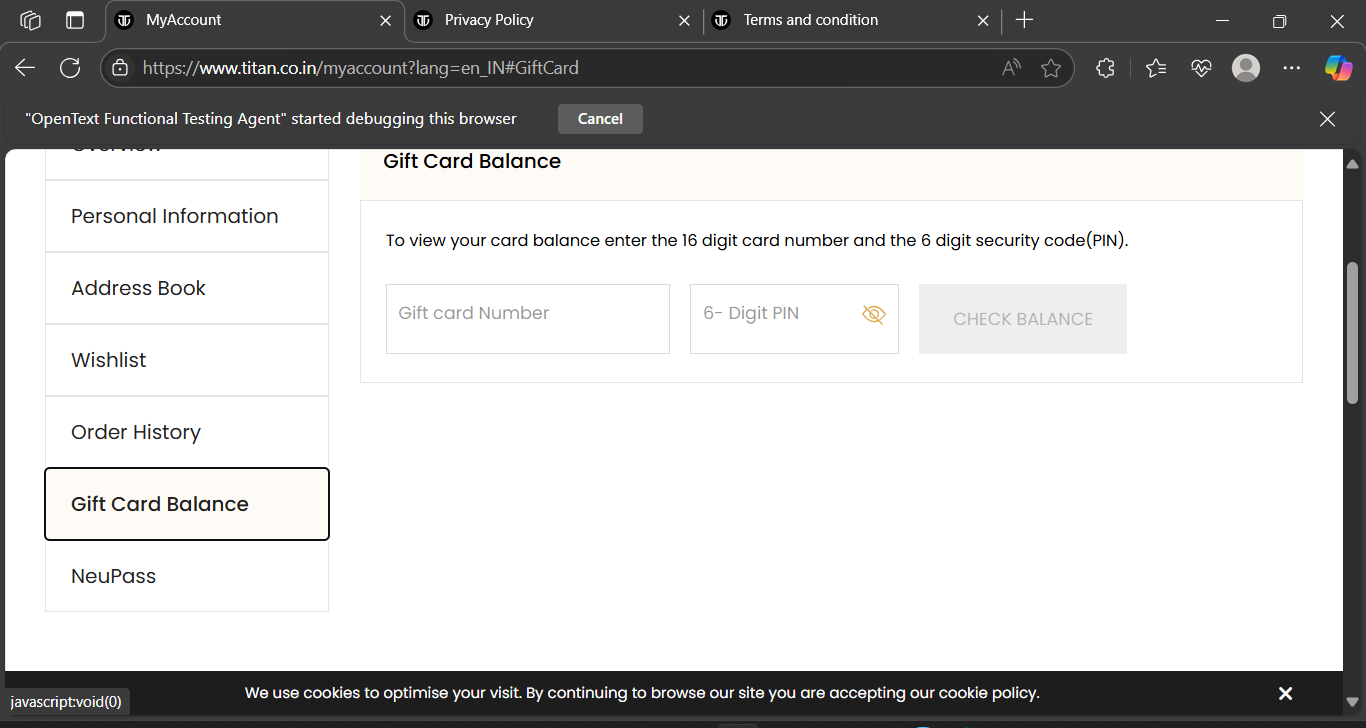 MyAccount
Privacy Policy
Terms and condition
https://www.titan.co.in/myaccount?lang=en_IN#GiftCard
"OpenText Functional Testing Agent" started debugging this browser
Cancel
Overview
Gift Card Balance
Personal Information
To view your card balance enter the 16 digit card number and the 6 digit security code(PIN).
Address Book
Gift card Number
6- Digit PIN
CHECK BALANCE
Wishlist
Order History
Gift Card Balance
NeuPass
We use cookies to optimise your visit. By continuing to browse our site you are accepting our cookie policy.
javascript:void(0)